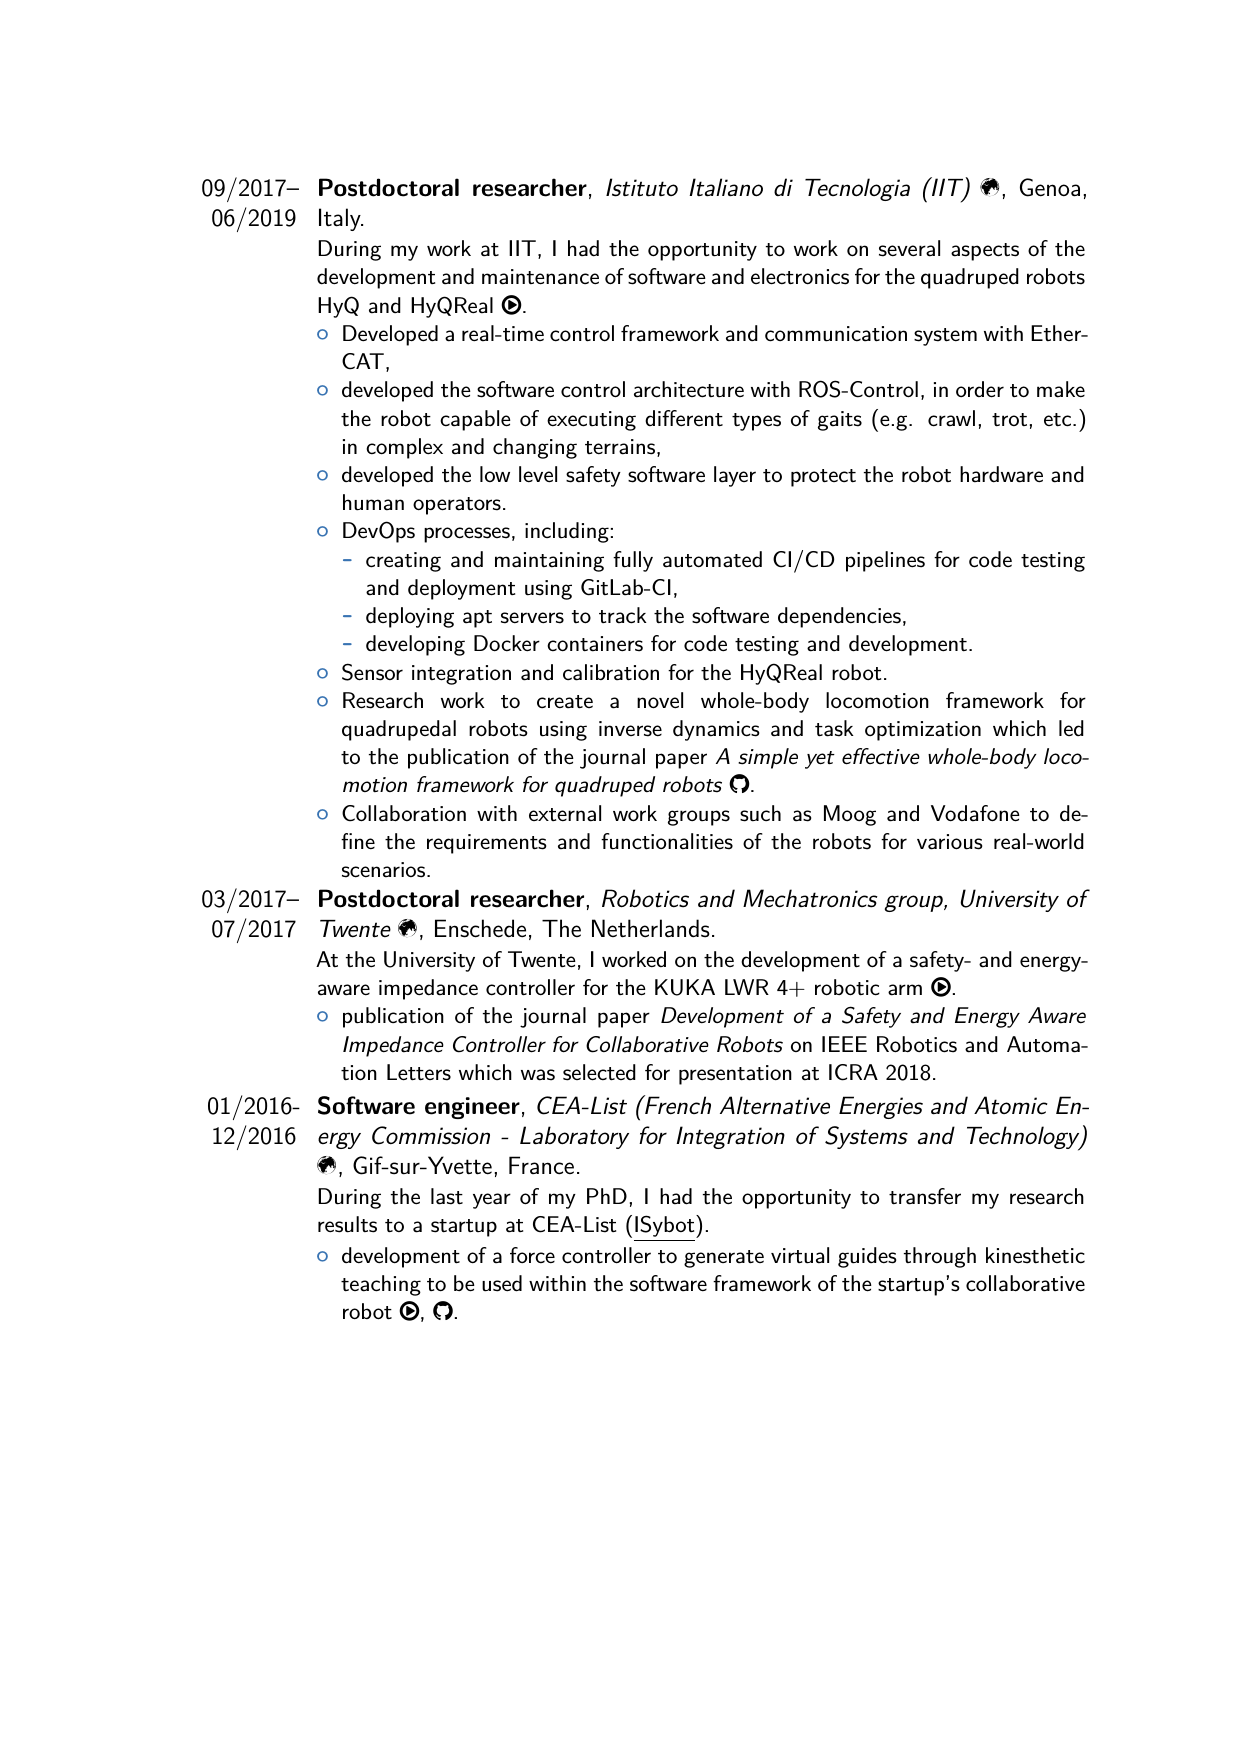 09/2017– Postdoctoral researcher, Istituto Italiano di Tecnologia (IIT) , Genoa,
06/2019 Italy.
During my work at IIT, I had the opportunity to work on several aspects of the
development and maintenance of software and electronics for the quadruped robots
HyQ and HyQReal .
Developed a real-time control framework and communication system with Ether-
CAT,
developed the software control architecture with ROS-Control, in order to make
the robot capable of executing different types of gaits (e.g. crawl, trot, etc.)
in complex and changing terrains,
developed the low level safety software layer to protect the robot hardware and
human operators.
DevOps processes, including:
– creating and maintaining fully automated CI/CD pipelines for code testing
and deployment using GitLab-CI,
– deploying apt servers to track the software dependencies,
– developing Docker containers for code testing and development.
Sensor integration and calibration for the HyQReal robot.
Research work to create a novel whole-body locomotion framework for
quadrupedal robots using inverse dynamics and task optimization which led
to the publication of the journal paper A simple yet effective whole-body loco-
motion framework for quadruped robots .
Collaboration with external work groups such as Moog and Vodafone to de-
fine the requirements and functionalities of the robots for various real-world
scenarios.
03/2017– Postdoctoral researcher, Robotics and Mechatronics group, University of
07/2017 Twente , Enschede, The Netherlands.
At the University of Twente, I worked on the development of a safety- and energy-
aware impedance controller for the KUKA LWR 4+ robotic arm .
publication of the journal paper Development of a Safety and Energy Aware
Impedance Controller for Collaborative Robots on IEEE Robotics and Automa-
tion Letters which was selected for presentation at ICRA 2018.
01/2016- Software engineer, CEA-List (French Alternative Energies and Atomic En-
12/2016 ergy Commission - Laboratory for Integration of Systems and Technology)
, Gif-sur-Yvette, France.
During the last year of my PhD, I had the opportunity to transfer my research
results to a startup at CEA-List (ISybot).
development of a force controller to generate virtual guides through kinesthetic
teaching to be used within the software framework of the startup's collaborative
robot , .